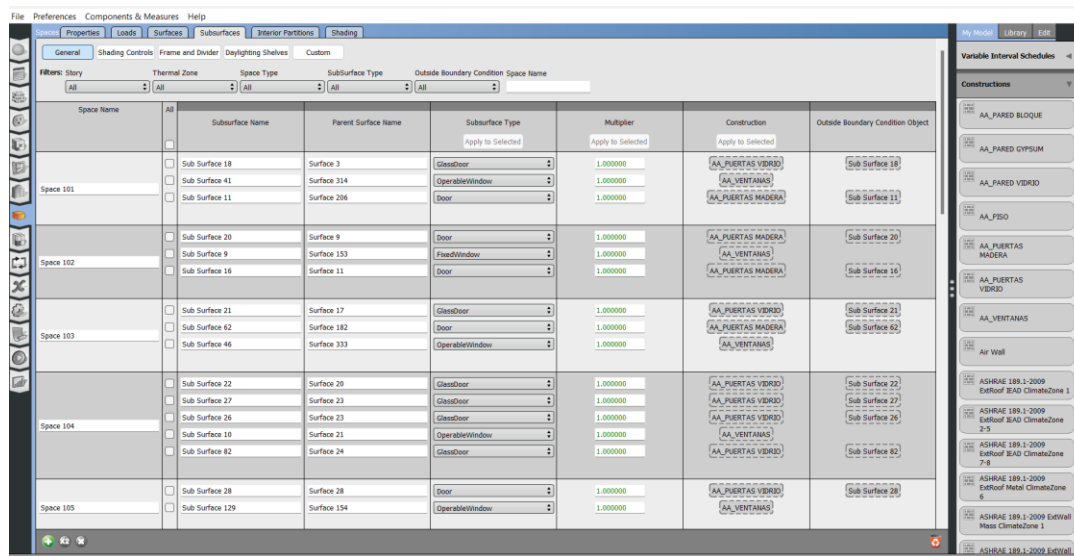 File Preferences Components & Measures Help
Spaces Properties Loads Surfaces Subsurfaces Interior Partitions Shading
My Model Library Edit
General Shading Controls Frame and Divider Daylighting Shelves Custom
Variable Interval Schedules
Filters: Story Thermal Zone Space Type SubSurface Type Outside Boundary Condition Space Name
All All All All All
Constructions
Space Name All Subsurface Name Parent Surface Name Subsurface Type Multiplier Construction Outside Boundary Condition Object
Apply to Selected Apply to Selected Apply to Selected
Space 101
Sub Surface 18 Surface 3 GlassDoor 1.000000 AA_PUERTAS VIDRIO Sub Surface 18
Sub Surface 41 Surface 314 OperableWindow 1.000000 AA_VENTANAS
Sub Surface 11 Surface 206 Door 1.000000 AA_PUERTAS MADERA Sub Surface 11
Space 102
Sub Surface 20 Surface 9 Door 1.000000 AA_PUERTAS MADERA Sub Surface 20
Sub Surface 9 Surface 153 FixedWindow 1.000000 AA_VENTANAS
Sub Surface 16 Surface 11 Door 1.000000 AA_PUERTAS MADERA Sub Surface 16
Space 103
Sub Surface 21 Surface 17 GlassDoor 1.000000 AA_PUERTAS VIDRIO Sub Surface 21
Sub Surface 62 Surface 182 Door 1.000000 AA_PUERTAS MADERA Sub Surface 62
Sub Surface 46 Surface 333 OperableWindow 1.000000 AA_VENTANAS
Space 104
Sub Surface 22 Surface 20 GlassDoor 1.000000 AA_PUERTAS VIDRIO Sub Surface 22
Sub Surface 27 Surface 23 GlassDoor 1.000000 AA_PUERTAS VIDRIO Sub Surface 27
Sub Surface 26 Surface 23 GlassDoor 1.000000 AA_PUERTAS VIDRIO Sub Surface 26
Sub Surface 10 Surface 21 OperableWindow 1.000000 AA_VENTANAS
Sub Surface 82 Surface 24 GlassDoor 1.000000 AA_PUERTAS VIDRIO Sub Surface 82
Space 105
Sub Surface 28 Surface 28 Door 1.000000 AA_PUERTAS VIDRIO Sub Surface 28
Sub Surface 129 Surface 154 OperableWindow 1.000000 AA_VENTANAS
AA_PARED BLOQUE
AA_PARED GYPSUM
AA_PARED VIDRIO
AA_PISO
AA_PUERTAS
MADERA
AA_PUERTAS
VIDRIO
AA_VENTANAS
Air Wall
ASHRAE 189.1-2009
ExtRoof IEAD ClimateZone 1
ASHRAE 189.1-2009
ExtRoof IEAD ClimateZone
2-5
ASHRAE 189.1-2009
ExtRoof IEAD ClimateZone
7-8
ASHRAE 189.1-2009
ExtRoof Metal ClimateZone
6
ASHRAE 189.1-2009 ExtWall
Mass ClimateZone 1
ASHRAE 189.1-2009 ExtWall